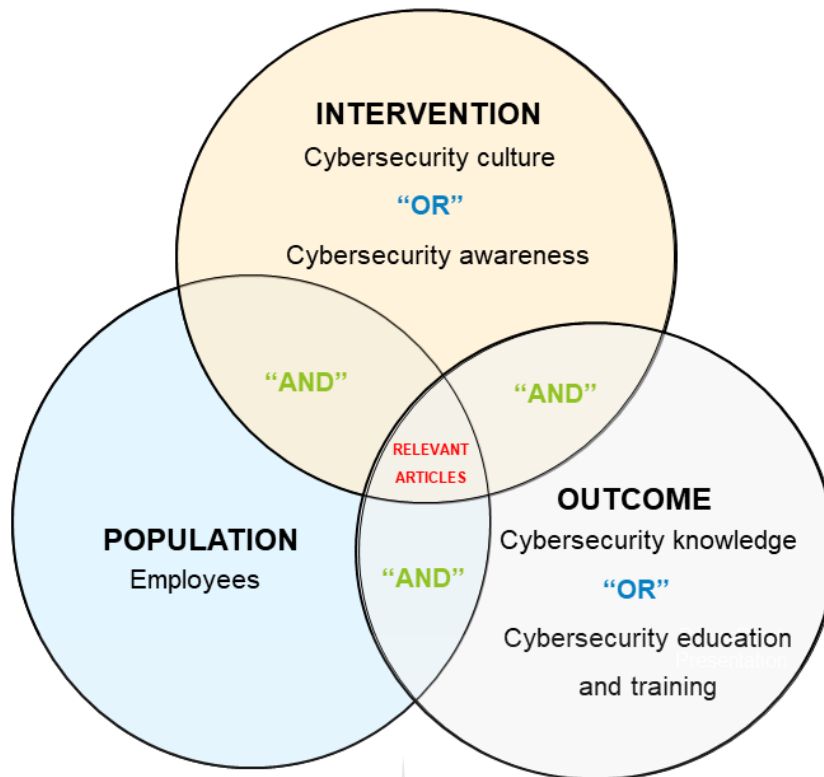 INTERVENTION
Cybersecurity culture
“OR”
Cybersecurity awareness
“AND”
“AND”
RELEVANT
ARTICLES
POPULATION
Employees
OUTCOME
Cybersecurity knowledge
“AND”
“OR”
Cybersecurity education
Presentation
and training